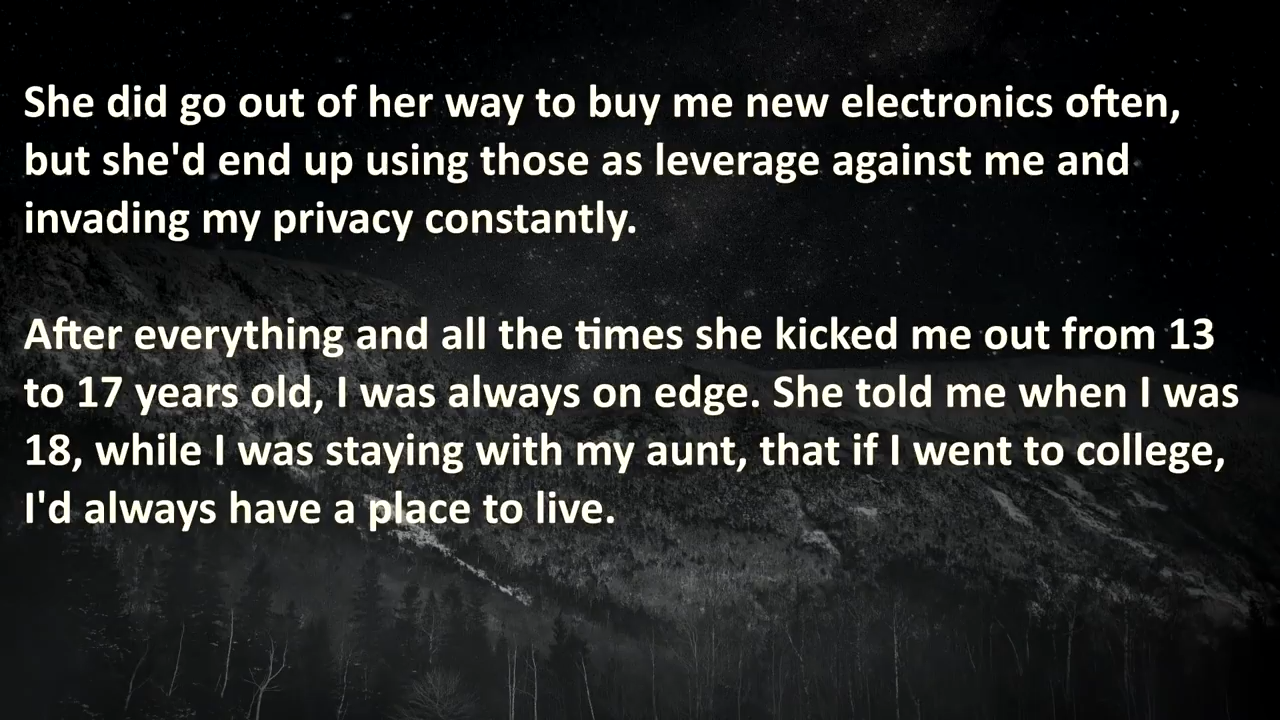 She did go out of her way to buy me new electronics often,
but she'd end up using those as leverage against me and
invading my privacy constantly.
After everything and all the times she kicked me out from 13
to 17 years old, I was always on edge. She told me when I was
18, while I was staying with my aunt, that if I went to college,
I'd always have a place to live.